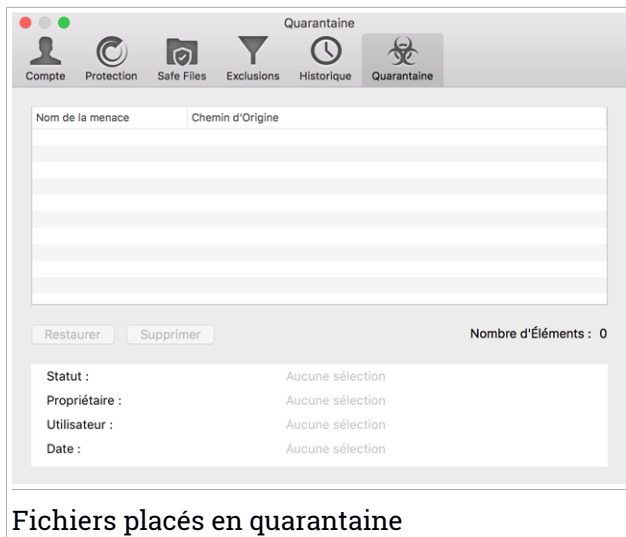 Quarantaine
Compte Protection Safe Files Exclusions Historique Quarantaine
Nom de la menace Chemin d'Origine
Restaurer Supprimer Nombre d'Éléments : 0
Statut : Aucune sélection
Propriétaire : Aucune sélection
Utilisateur : Aucune sélection
Date : Aucune sélection
Fichiers placés en quarantaine